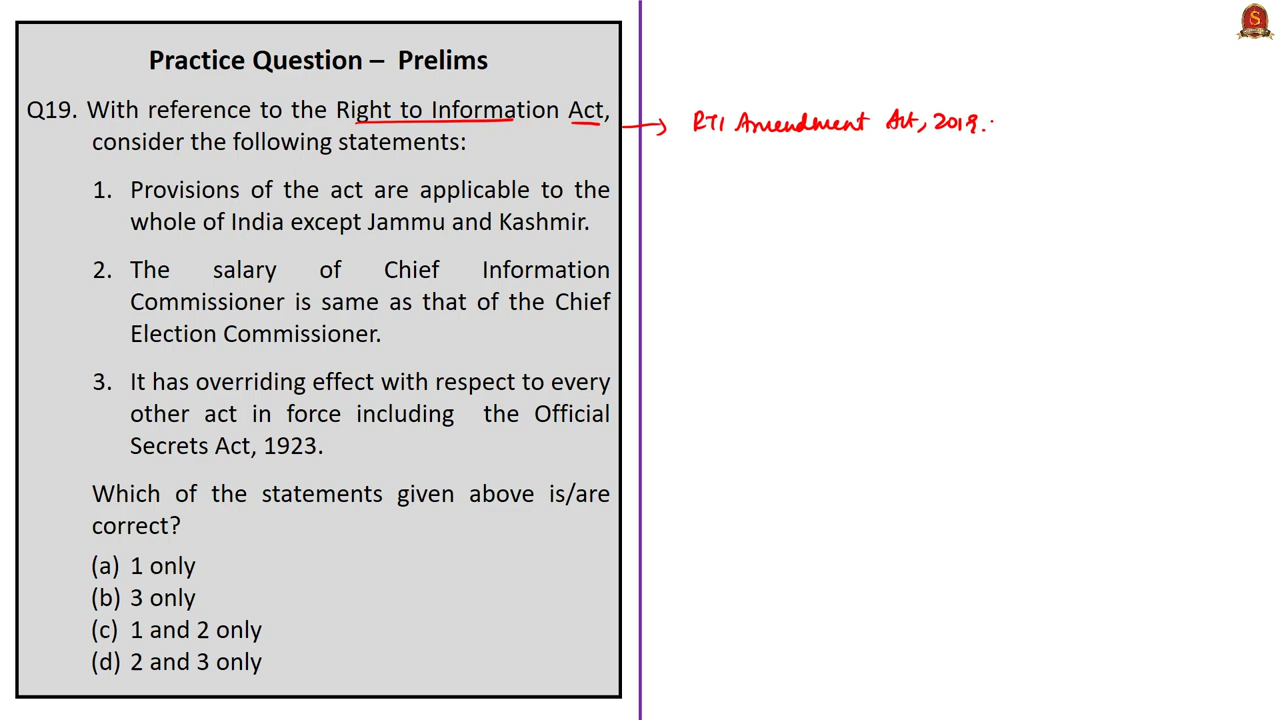 Practice Question – Prelims
Q19. With reference to the Right to Information Act,
consider the following statements:
1. Provisions of the act are applicable to the
whole of India except Jammu and Kashmir.
2. The salary of Chief Information
Commissioner is same as that of the Chief
Election Commissioner.
3. It has overriding effect with respect to every
other act in force including the Official
Secrets Act, 1923.
Which of the statements given above is/are
correct?
(a) 1 only
(b) 3 only
(c) 1 and 2 only
(d) 2 and 3 only
RTI Amendment Act, 2019.
S